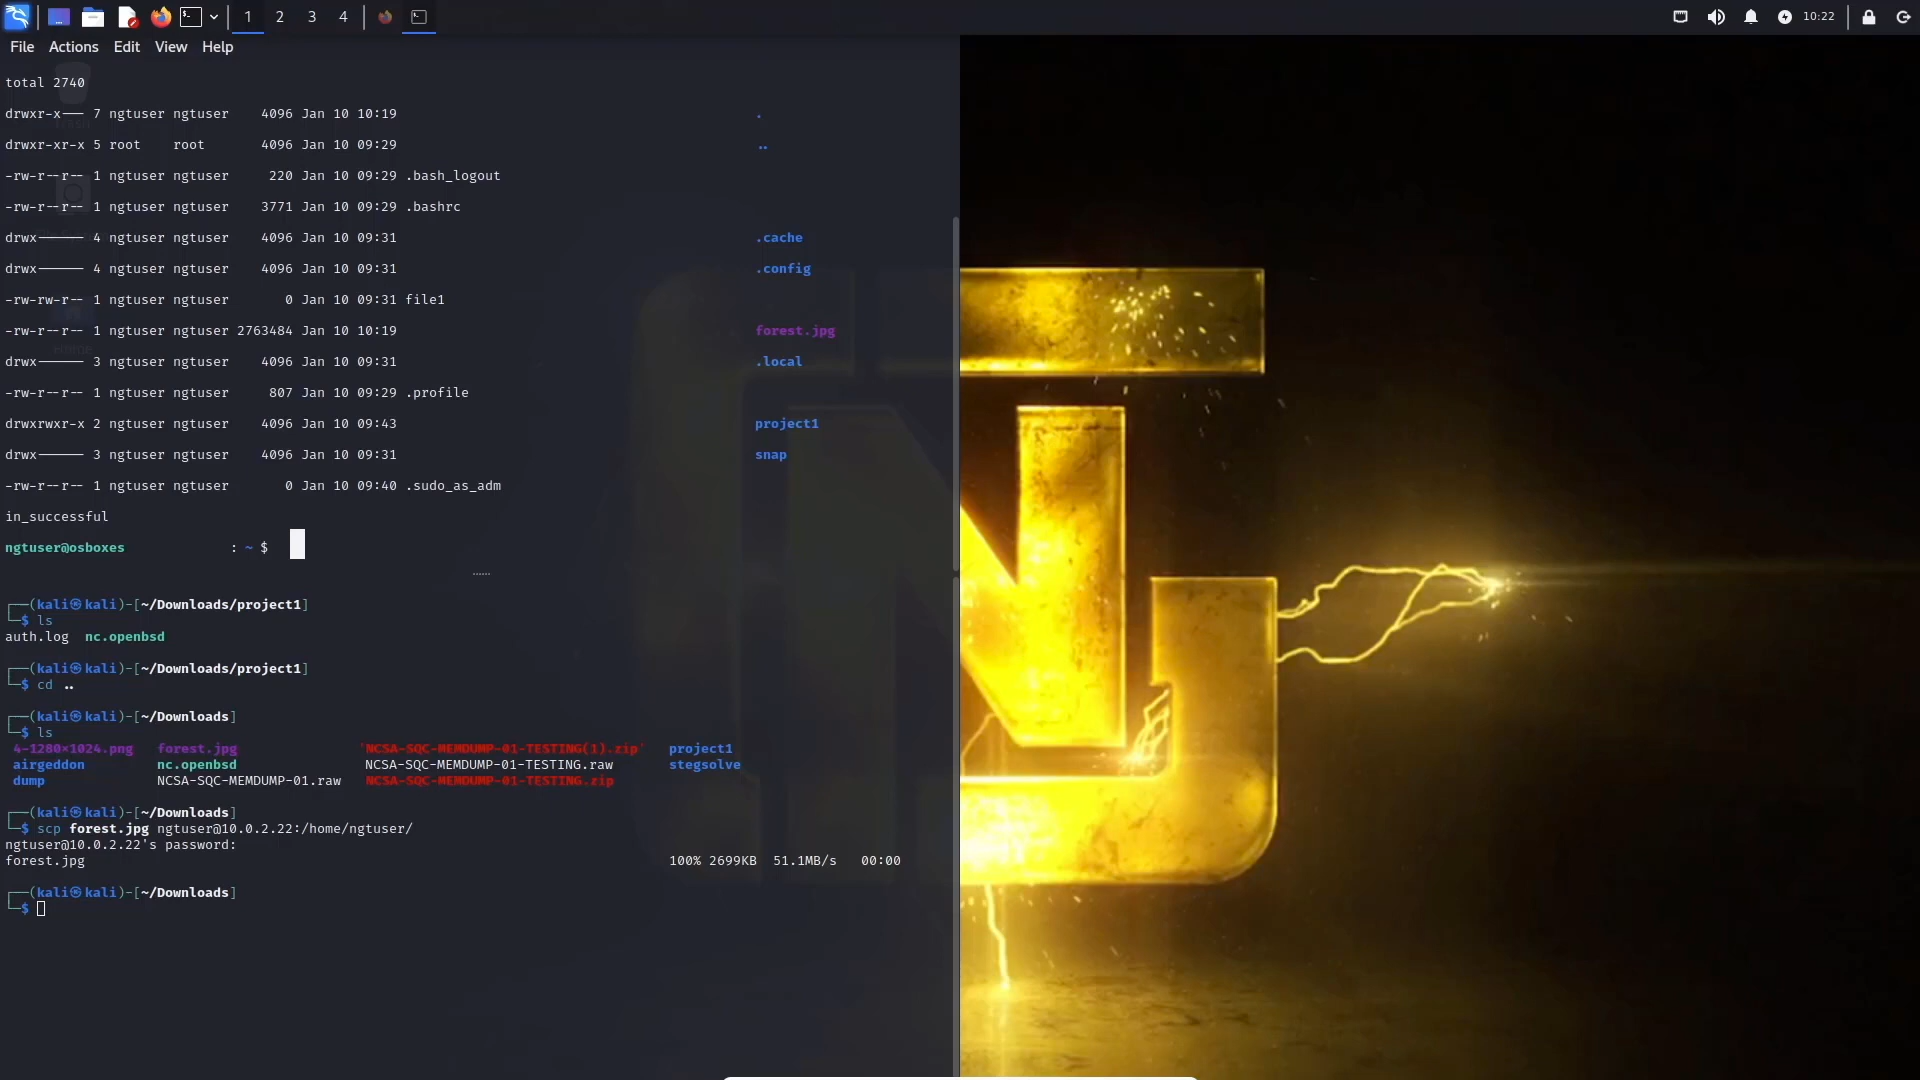 1 2 3 4 10:22
File Actions Edit View Help
total 2740
drwxr-x--- 7 ngtuser ngtuser 4096 Jan 10 10:19 .
drwxr-xr-x 5 root root 4096 Jan 10 09:29 ..
-rw-r--r-- 1 ngtuser ngtuser 220 Jan 10 09:29 .bash_logout
-rw-r--r-- 1 ngtuser ngtuser 3771 Jan 10 09:29 .bashrc
drwx------ 4 ngtuser ngtuser 4096 Jan 10 09:31 .cache
drwx------ 4 ngtuser ngtuser 4096 Jan 10 09:31 .config
-rw-rw-r-- 1 ngtuser ngtuser 0 Jan 10 09:31 file1
-rw-r--r-- 1 ngtuser ngtuser 2763484 Jan 10 10:19 forest.jpg
drwx------ 3 ngtuser ngtuser 4096 Jan 10 09:31 .local
-rw-r--r-- 1 ngtuser ngtuser 807 Jan 10 09:29 .profile
drwxrwxr-x 2 ngtuser ngtuser 4096 Jan 10 09:43 project1
drwx------ 3 ngtuser ngtuser 4096 Jan 10 09:31 snap
-rw-r--r-- 1 ngtuser ngtuser 0 Jan 10 09:40 .sudo_as_adm
in_successful
ngtuser@osboxes : ~ $
┌──(kali㉿kali)-[~/Downloads/project1]
└─$ ls
auth.log nc.openbsd
┌──(kali㉿kali)-[~/Downloads/project1]
└─$ cd ..
┌──(kali㉿kali)-[~/Downloads]
└─$ ls
4-1280×1024.png forest.jpg 'NCSA-SQC-MEMDUMP-01-TESTING(1).zip' project1
airgeddon nc.openbsd NCSA-SQC-MEMDUMP-01-TESTING.raw stegsolve
dump NCSA-SQC-MEMDUMP-01.raw NCSA-SQC-MEMDUMP-01-TESTING.zip
┌──(kali㉿kali)-[~/Downloads]
└─$ scp forest.jpg ngtuser@10.0.2.22:/home/ngtuser/
ngtuser@10.0.2.22's password:
forest.jpg 100% 2699KB 51.1MB/s 00:00
┌──(kali㉿kali)-[~/Downloads]
└─$